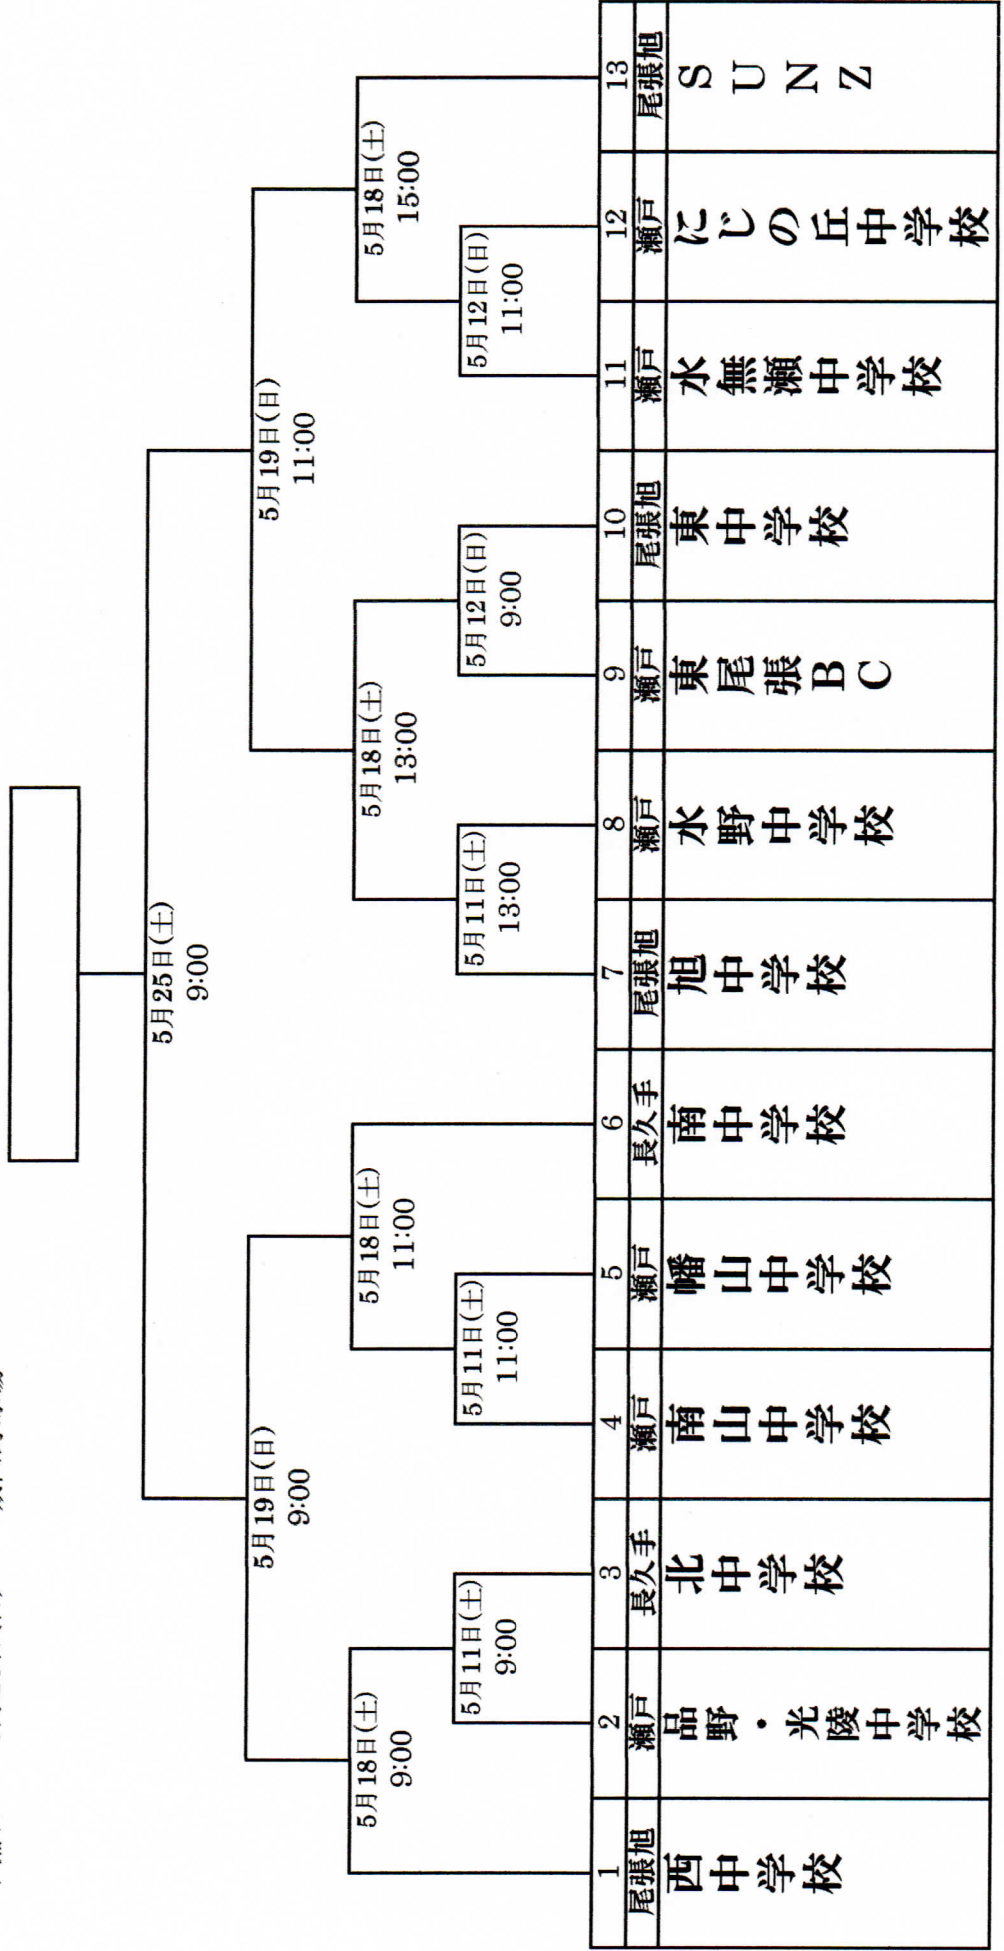 5月25日(土)
9:00
5月19日(日)
9:00
5月19日(日)
11:00
5月18日(土)
9:00
5月18日(土)
11:00
5月18日(土)
13:00
5月18日(土)
15:00
5月11日(土)
9:00
5月11日(土)
11:00
5月11日(土)
13:00
5月12日(日)
9:00
5月12日(日)
11:00
1
尾張旭
西中学校
2
瀬戸
品野・光陵中学校
3
長久手
北中学校
4
瀬戸
南山中学校
5
瀬戸
幡山中学校
6
長久手
南中学校
7
尾張旭
旭中学校
8
瀬戸
水野中学校
9
瀬戸
東尾張BC
10
尾張旭
東中学校
11
瀬戸
水無瀬中学校
12
瀬戸
にじの丘中学校
13
尾張旭
SUNZ